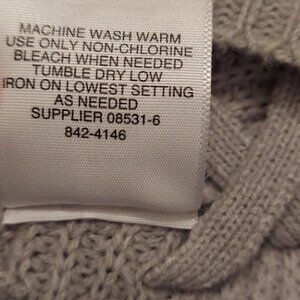 MACHINE WASH WARM
USE ONLY NON-CHLORINE
BLEACH WHEN NEEDED
TUMBLE DRY LOW
IRON ON LOWEST SETTING
AS NEEDED
SUPPLIER 08531-6
842-4146